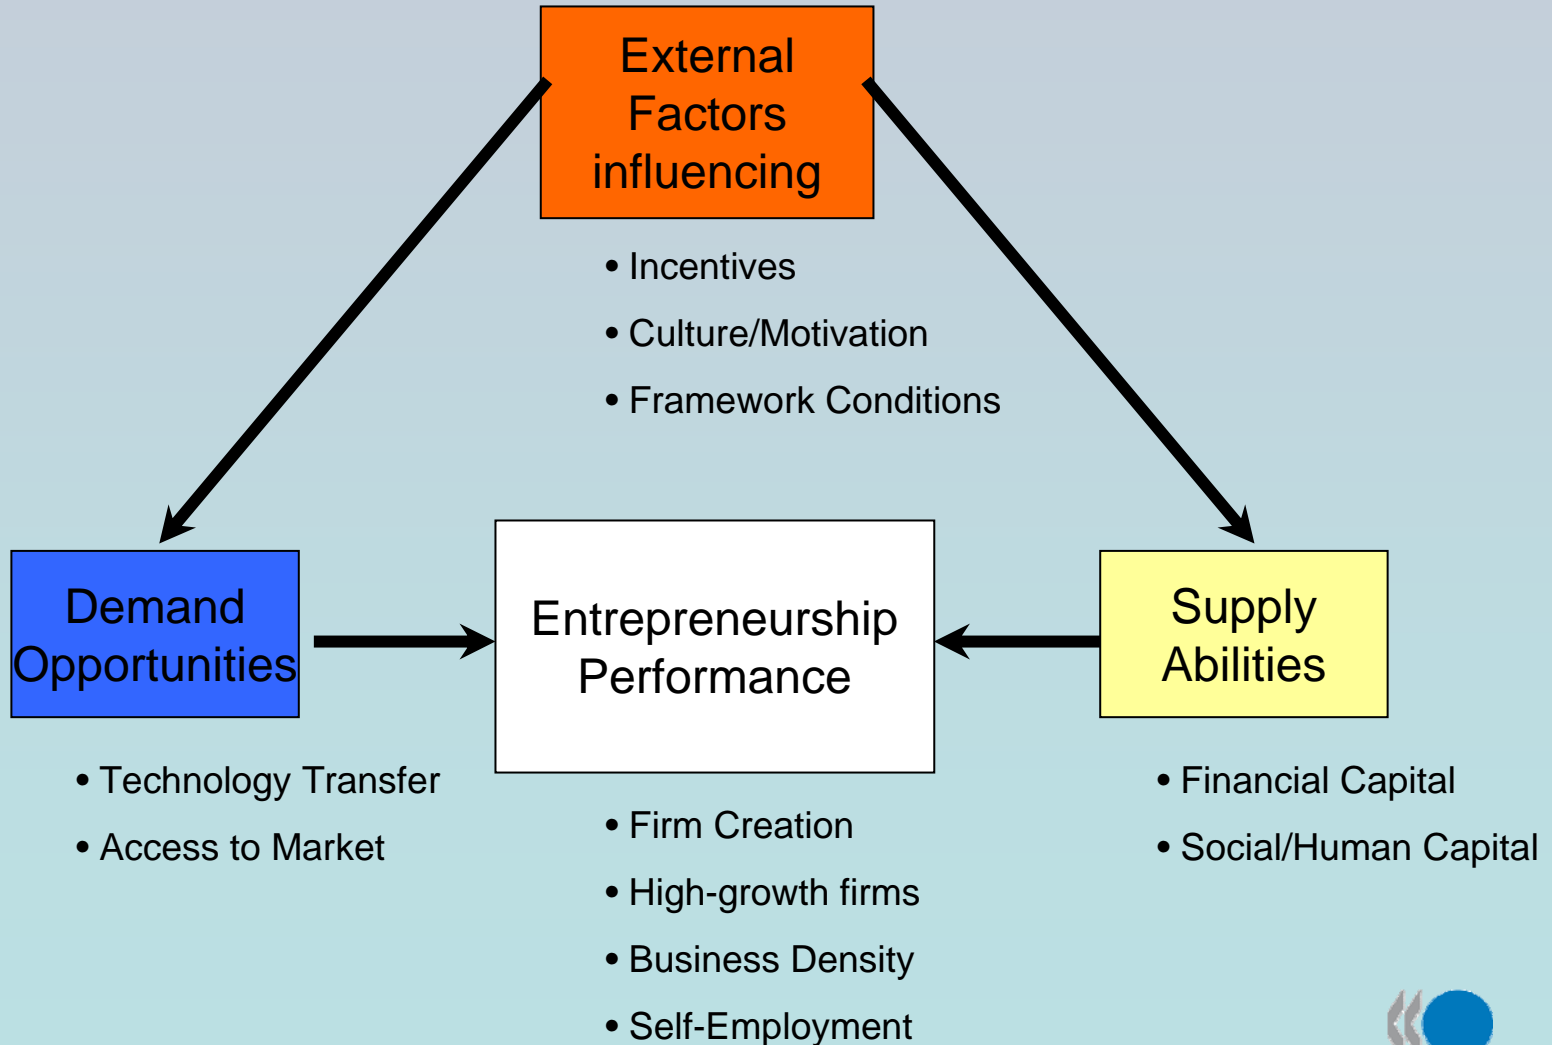 External
Factors
influencing
• Incentives
• Culture/Motivation
• Framework Conditions
Demand
Opportunities
• Technology Transfer
• Access to Market
Entrepreneurship
Performance
• Firm Creation
• High-growth firms
• Business Density
• Self-Employment
Supply
Abilities
• Financial Capital
• Social/Human Capital